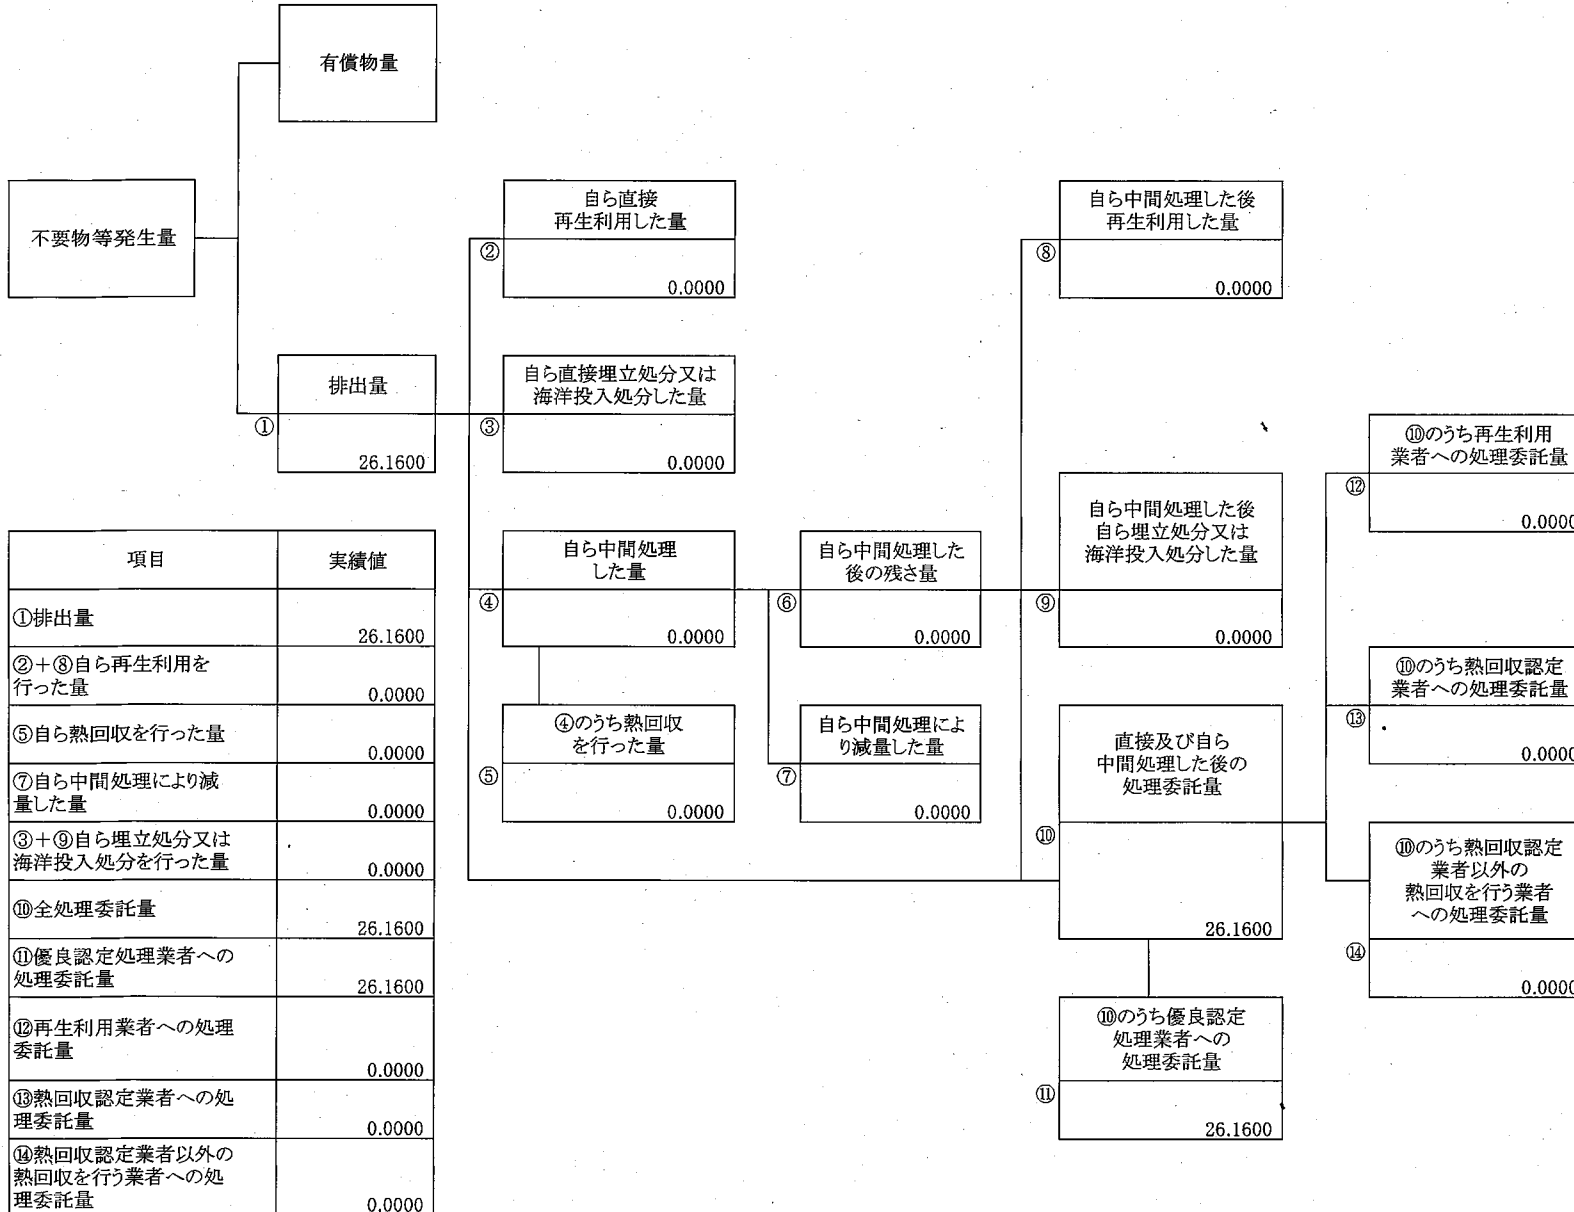 有償物量
不要物等発生量
排出量
①
26.1600
自ら直接
再生利用した量
②
0.0000
自ら直接埋立処分又は
海洋投入処分した量
③
0.0000
自ら中間処理
した量
④
0.0000
④のうち熱回収
を行った量
⑤
0.0000
自ら中間処理した
後の残さ量
⑥
0.0000
自ら中間処理によ
り減量した量
⑦
0.0000
自ら中間処理した後
再生利用した量
⑧
0.0000
自ら中間処理した後
自ら埋立処分又は
海洋投入処分した量
⑨
0.0000
直接及び自ら
中間処理した後の
処理委託量
⑩
26.1600
⑩のうち優良認定
処理業者への
処理委託量
⑪
26.1600
⑩のうち再生利用
業者への処理委託量
⑫
0.0000
⑩のうち熱回収認定
業者への処理委託量
⑬
0.0000
⑩のうち熱回収認定
業者以外の
熱回収を行う業者
への処理委託量
⑭
0.0000
項目 実績値
①排出量
26.1600
②+⑧自ら再生利用を
行った量
0.0000
⑤自ら熱回収を行った量
0.0000
⑦自ら中間処理により減
量した量
0.0000
③+⑨自ら埋立処分又は
海洋投入処分を行った量
0.0000
⑩全処理委託量
26.1600
⑪優良認定処理業者への
処理委託量
26.1600
⑫再生利用業者への処理
委託量
0.0000
⑬熱回収認定業者への処
理委託量
0.0000
⑭熱回収認定業者以外の
熱回収を行う業者への処
理委託量
0.0000